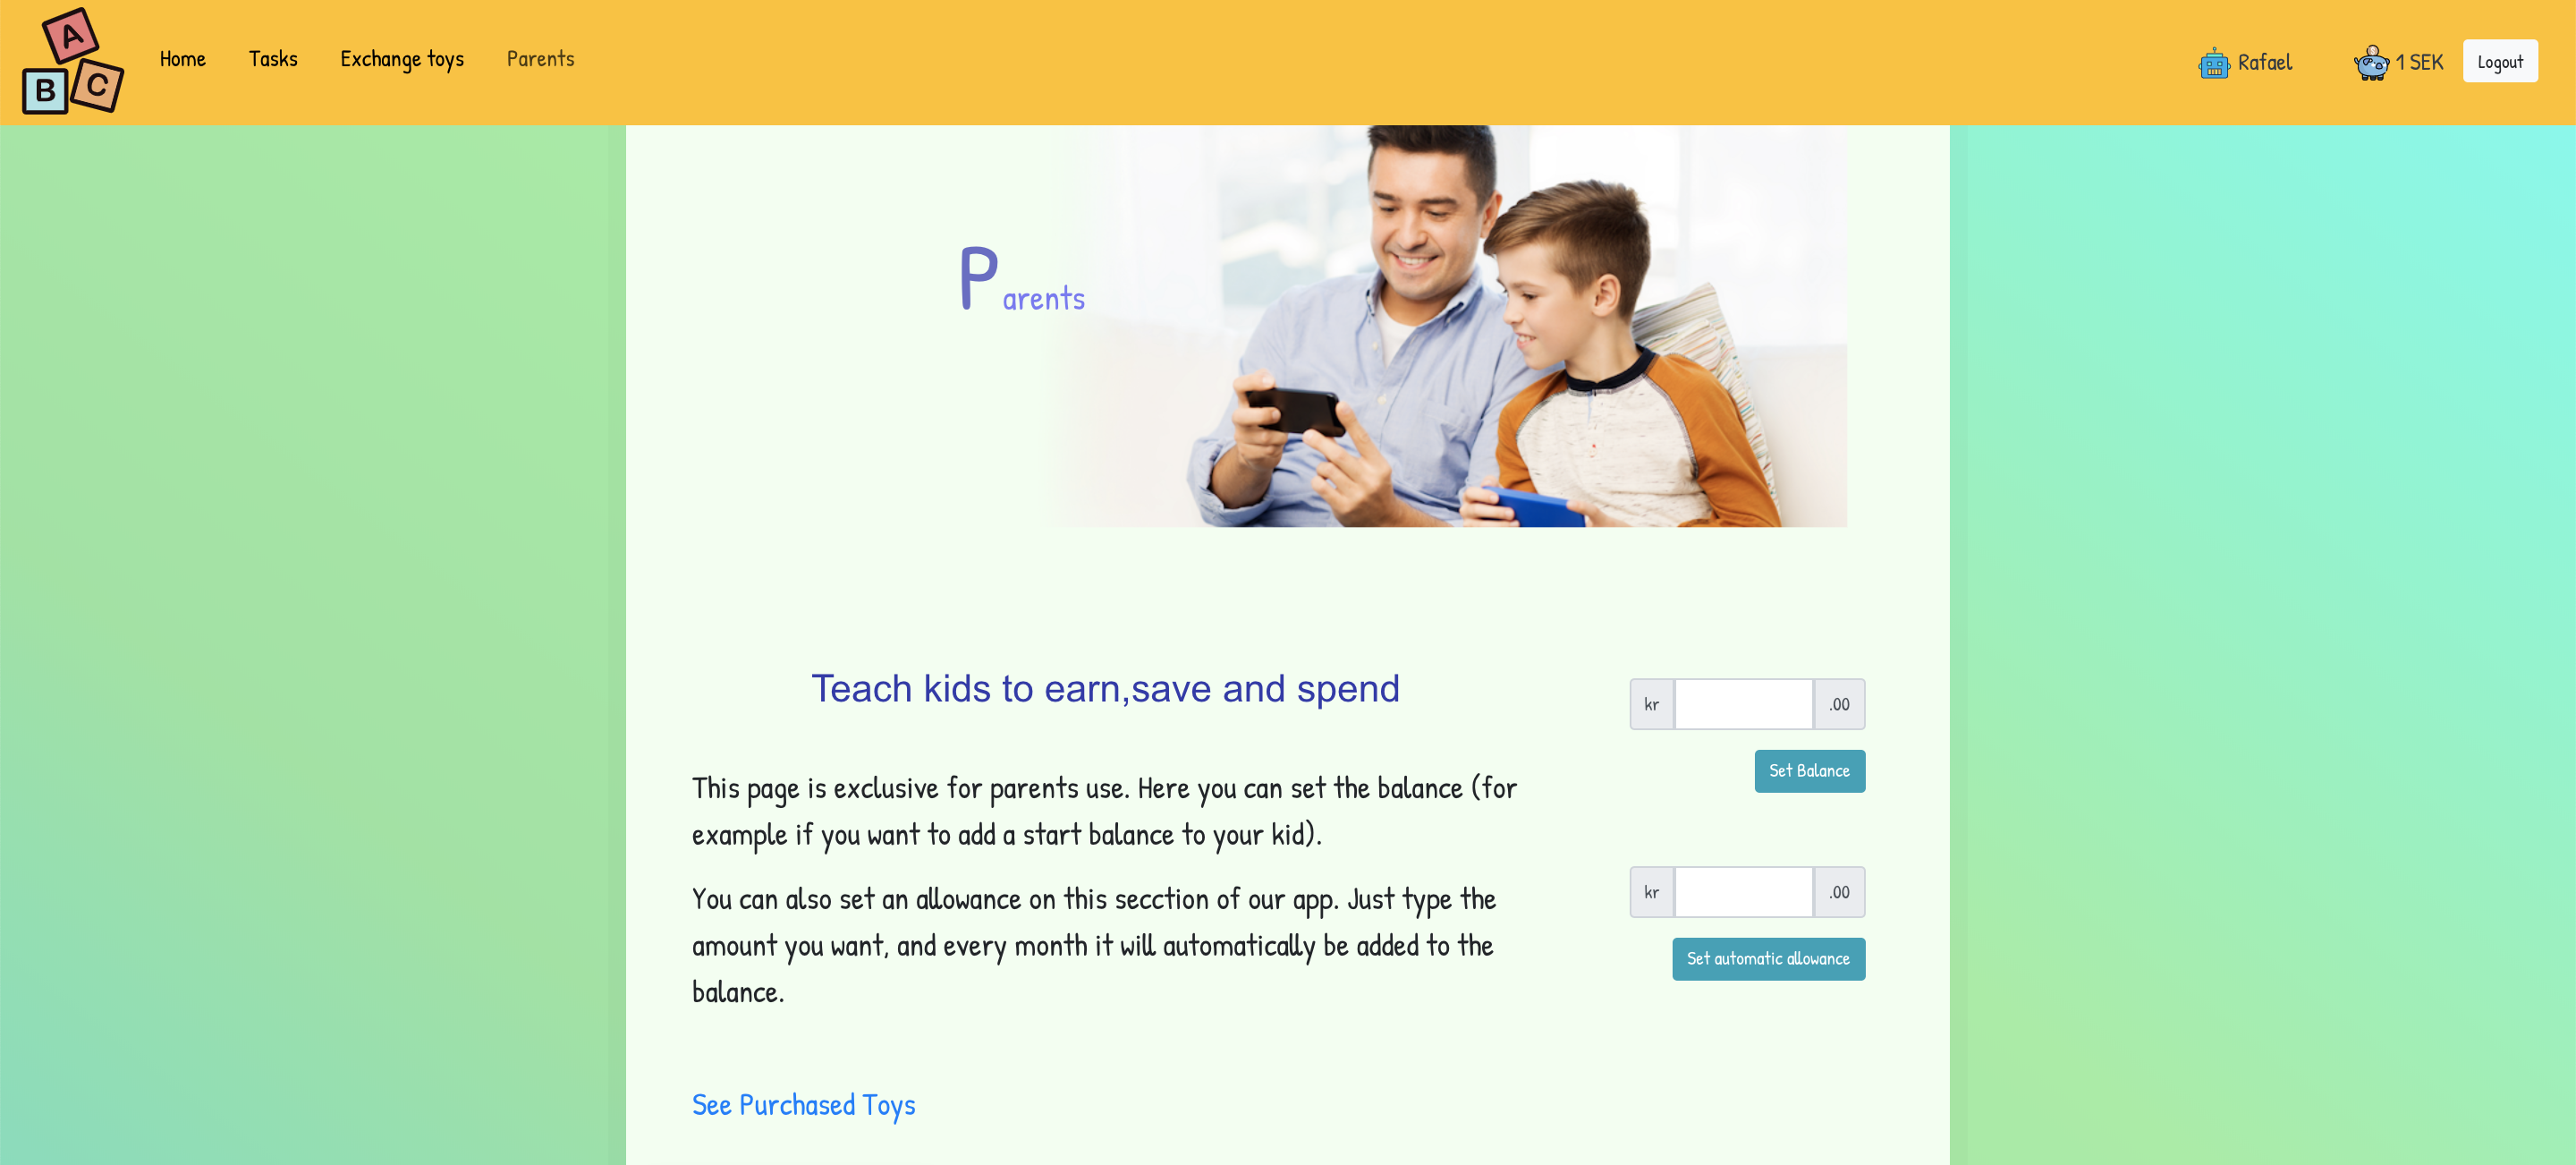 A
B
C
Home
Tasks
Exchange toys
Parents
Rafael
1 SEK
Logout
Parents
Teach kids to earn,save and spend
kr
.00
Set Balance
This page is exclusive for parents use. Here you can set the balance (for
example if you want to add a start balance to your kid).
You can also set an allowance on this secction of our app. Just type the
amount you want, and every month it will automatically be added to the
balance.
kr
.00
Set automatic allowance
See Purchased Toys